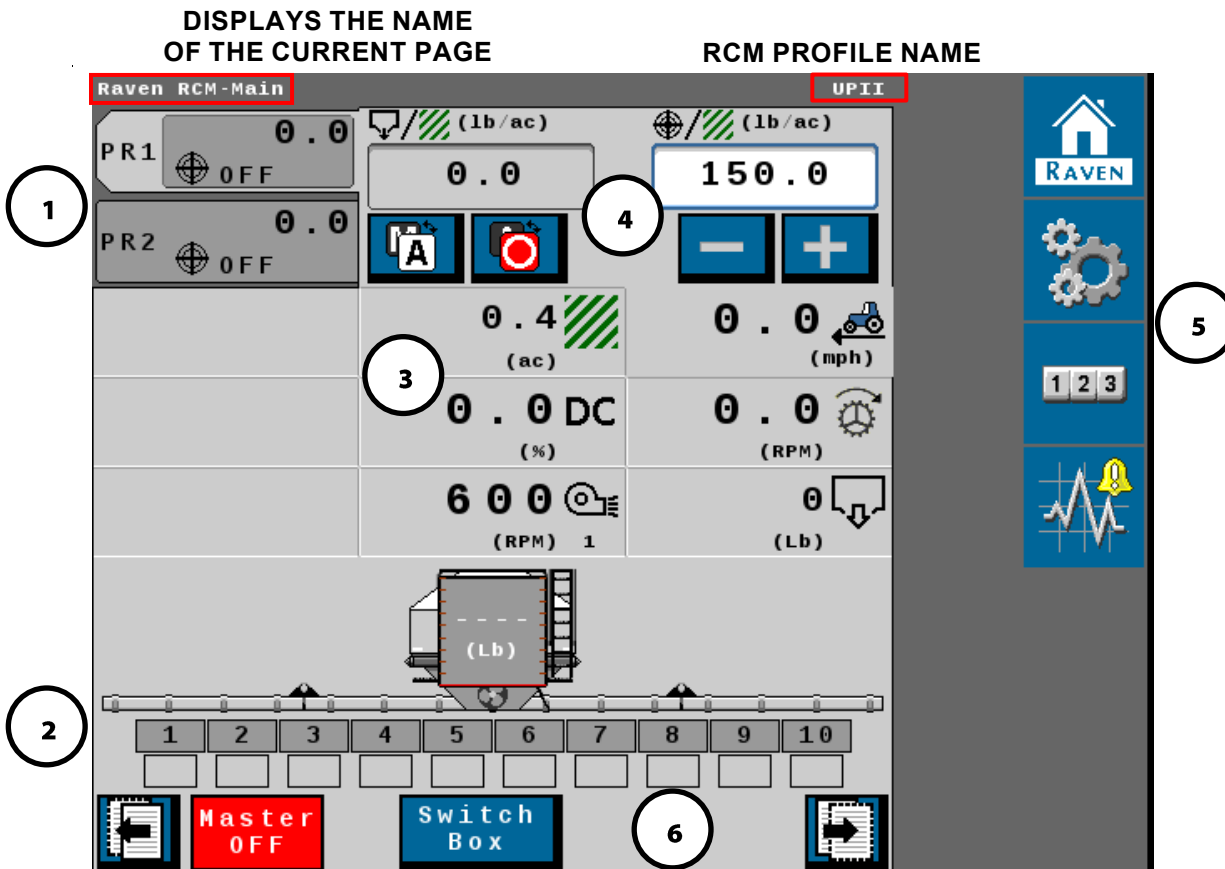 DISPLAYS THE NAME
OF THE CURRENT PAGE
RCM PROFILE NAME
Raven RCM-Main
UPII
PR1
0.0
OFF
(lb/ac)
0.0
(lb/ac)
150.0
RAVEN
1
PR2
0.0
OFF
A
4
0.4
(ac)
0.0
(mph)
5
3
1 2 3
0.0 DC
(%)
0.0
(RPM)
600
(RPM) 1
0
(Lb)
----
(Lb)
2
1 2 3 4 5 6 7 8 9 10
Master
OFF
Switch
Box
6